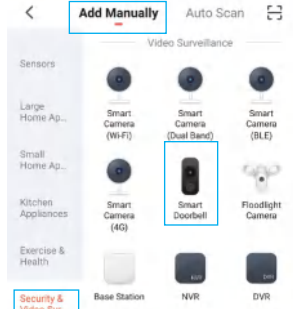 Add Manually Auto Scan
Video Surveillance
Sensors
Large
Home Ap...
Smart
Camera
(Wi-Fi)
Smart
Camera
(Dual Band)
Smart
Camera
(BLE)
Small
Home Ap...
Kitchen
Appliances
Smart
Camera
(4G)
Smart
Doorbell
Floodlight
Camera
Exercise &
Health
Security &
Base Station
NVR
DVR